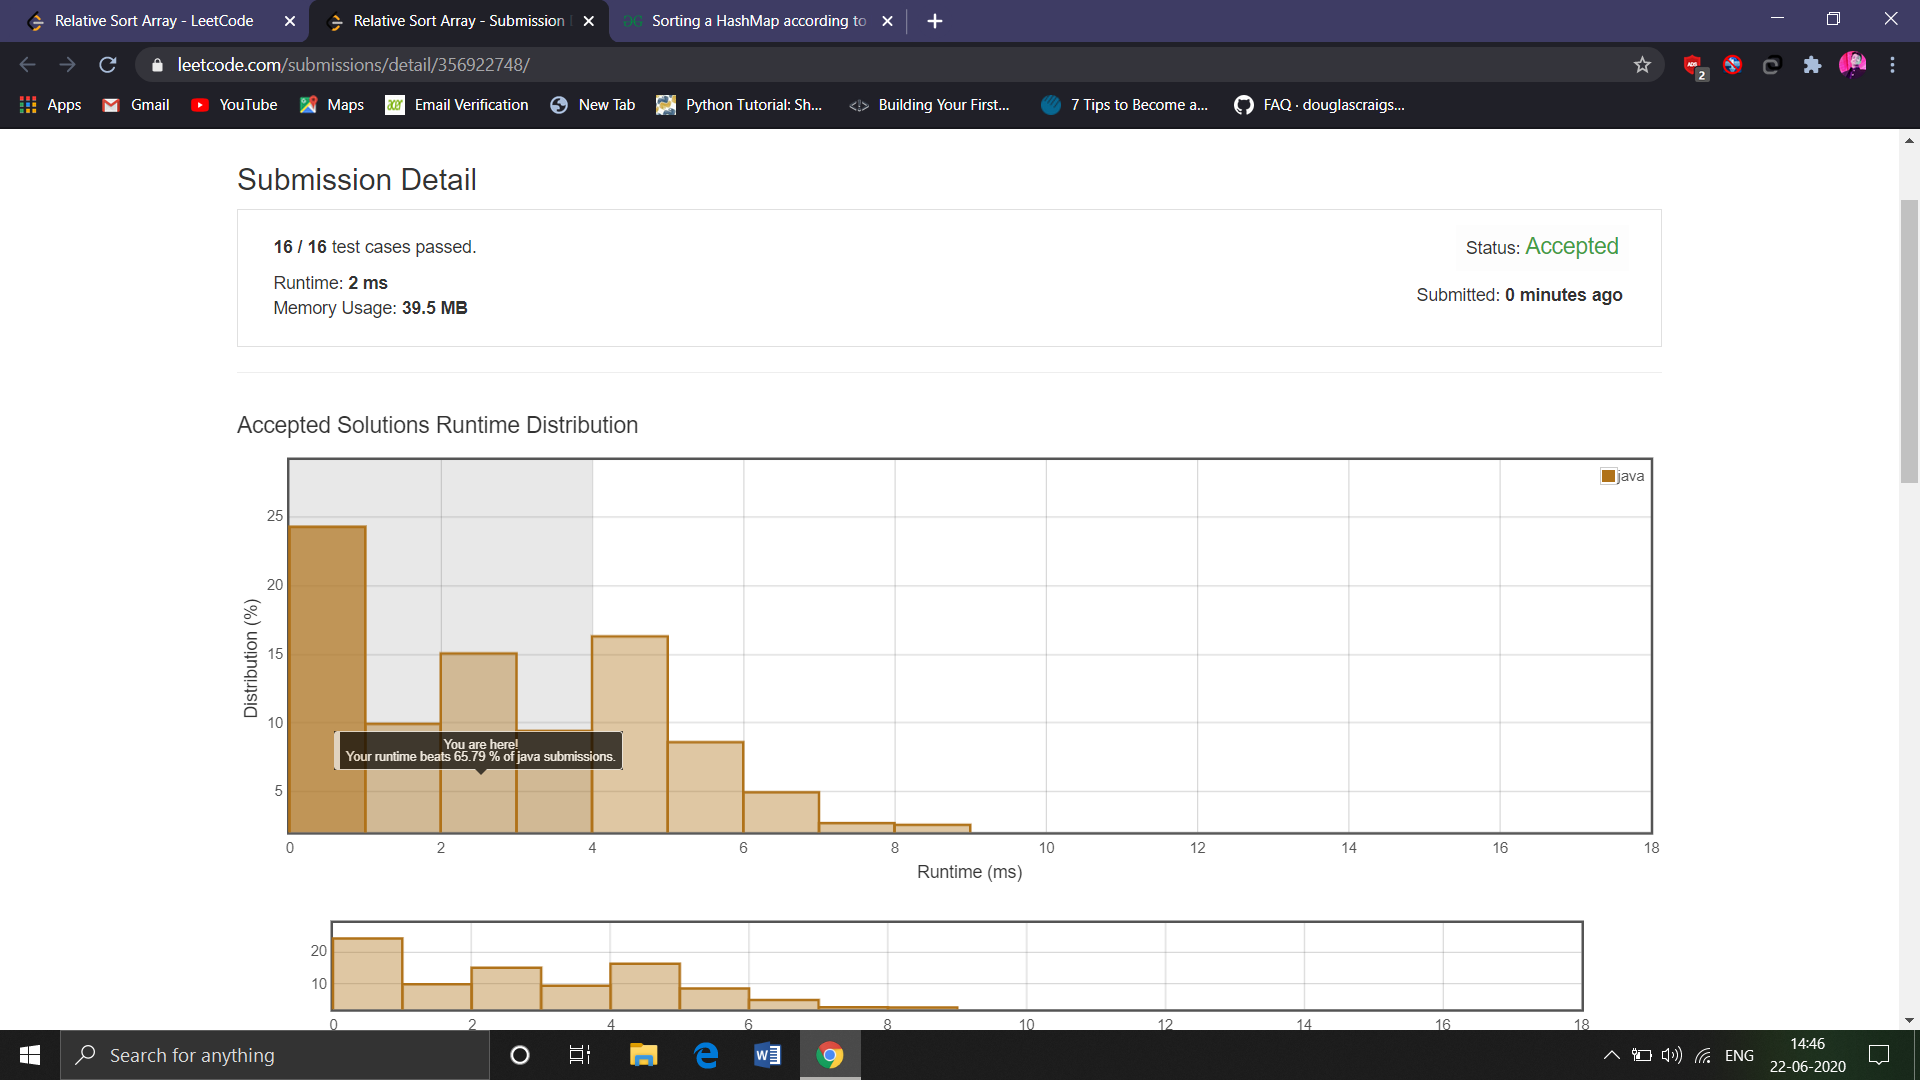 Relative Sort Array - LeetCode
Relative Sort Array - Submission
Sorting a HashMap according to
leetcode.com/submissions/detail/356922748/
ABS
2
Apps
Gmail
YouTube
Maps
acer
Email Verification
New Tab
Python Tutorial: Sh...
Building Your First...
7 Tips to Become a...
FAQ · douglascraigs...
Submission Detail
16 / 16 test cases passed.
Status: Accepted
Runtime: 2 ms
Submitted: 0 minutes ago
Memory Usage: 39.5 MB
Accepted Solutions Runtime Distribution
java
25
20
15
10
5
Distribution (%)
You are here!
Your runtime beats 65.79 % of java submissions.
0 2 4 6 8 10 12 14 16 18
Runtime (ms)
20
10
0 2 4 6 8 10 12 14 16 18
Search for anything
ENG
14:46
22-06-2020